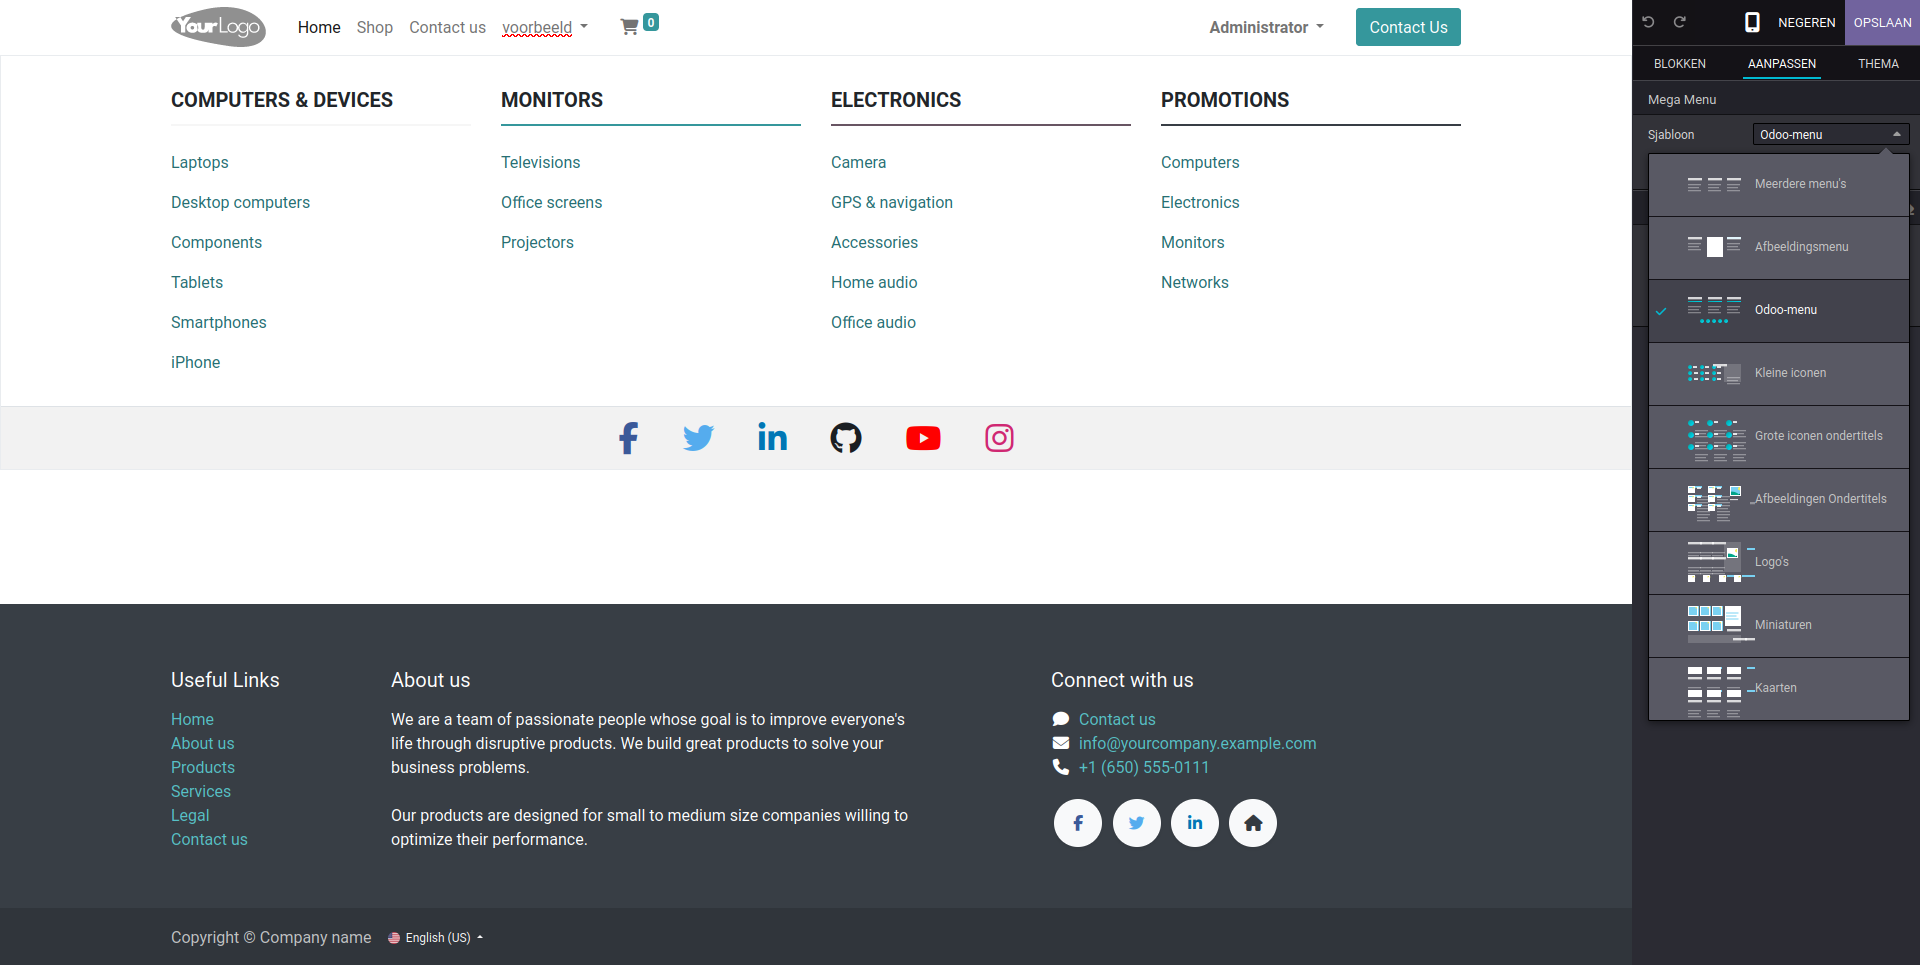 YourLogo
Home
Shop
Contact us
voorbeeld
0
Administrator
Contact Us
NEGEREN
OPSLAAN
BLOKKEN
AANPASSEN
THEMA
Mega Menu
Sjabloon
Odoo-menu
Meerdere menu's
Afbeeldingsmenu
Odoo-menu
Kleine iconen
Grote iconen ondertitels
Afbeeldingen Ondertitels
Logo's
Miniaturen
Kaarten
COMPUTERS & DEVICES
Laptops
Desktop computers
Components
Tablets
Smartphones
iPhone
MONITORS
Televisions
Office screens
Projectors
ELECTRONICS
Camera
GPS & navigation
Accessories
Home audio
Office audio
PROMOTIONS
Computers
Electronics
Monitors
Networks
Useful Links
Home
About us
Products
Services
Legal
Contact us
About us
We are a team of passionate people whose goal is to improve everyone's
life through disruptive products. We build great products to solve your
business problems.
Our products are designed for small to medium size companies willing to
optimize their performance.
Connect with us
Contact us
info@yourcompany.example.com
+1 (650) 555-0111
Copyright © Company name
English (US)